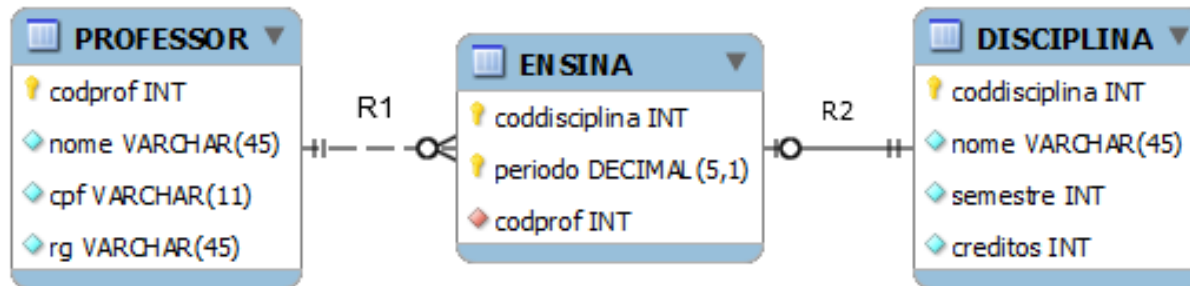 PROFESSOR
codprof INT
nome VARCHAR(45)
cpf VARCHAR(11)
rg VARCHAR(45)
R1
ENSINA
coddisciplina INT
periodo DECIMAL(5,1)
codprof INT
R2
DISCIPLINA
coddisciplina INT
nome VARCHAR(45)
semestre INT
creditos INT